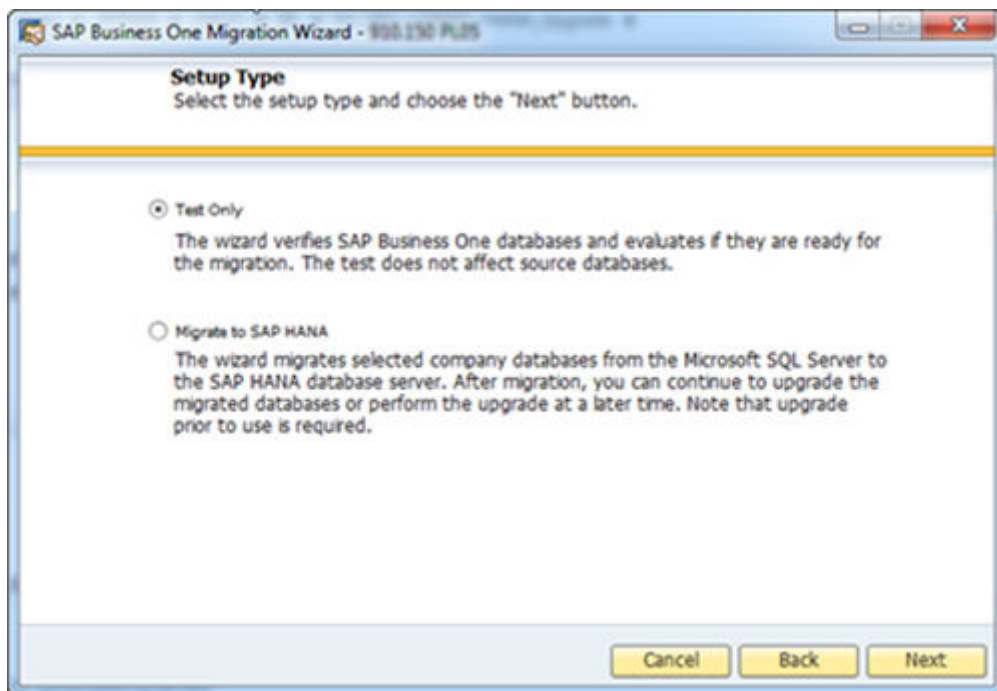 SAP Business One Migration Wizard -
Setup Type
Select the setup type and choose the "Next" button.
Test Only
The wizard verifies SAP Business One databases and evaluates if they are ready for
the migration. The test does not affect source databases.
Migrate to SAP HANA
The wizard migrates selected company databases from the Microsoft SQL Server to
the SAP HANA database server. After migration, you can continue to upgrade the
migrated databases or perform the upgrade at a later time. Note that upgrade
prior to use is required.
Cancel
Back
Next